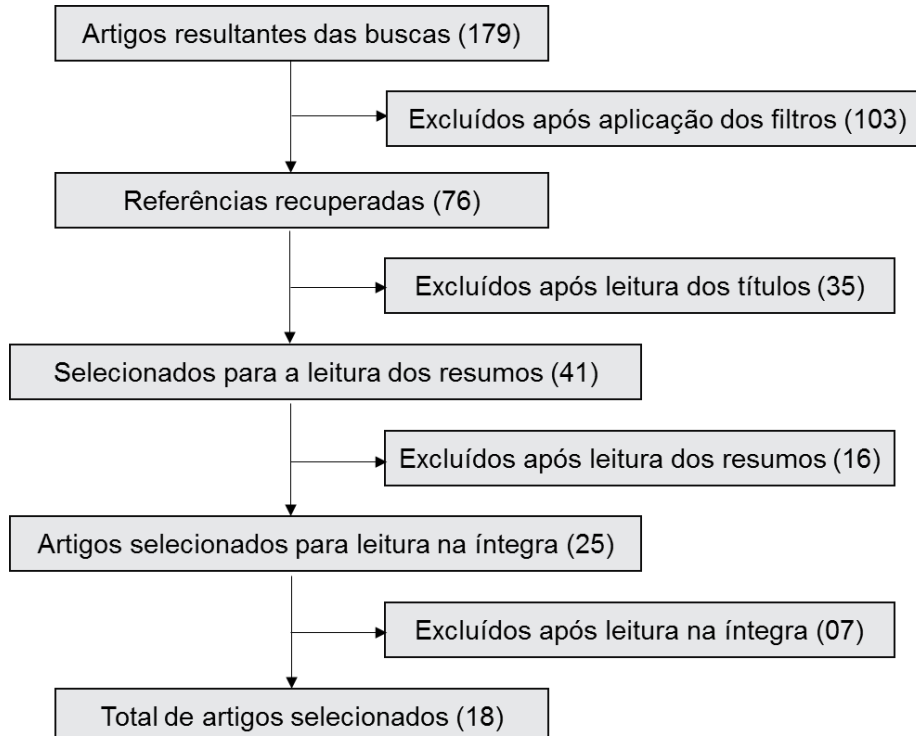 Artigos resultantes das buscas (179)
Excluídos após aplicação dos filtros (103)
Referências recuperadas (76)
Excluídos após leitura dos títulos (35)
Selecionados para a leitura dos resumos (41)
Excluídos após leitura dos resumos (16)
Artigos selecionados para leitura na íntegra (25)
Excluídos após leitura na íntegra (07)
Total de artigos selecionados (18)